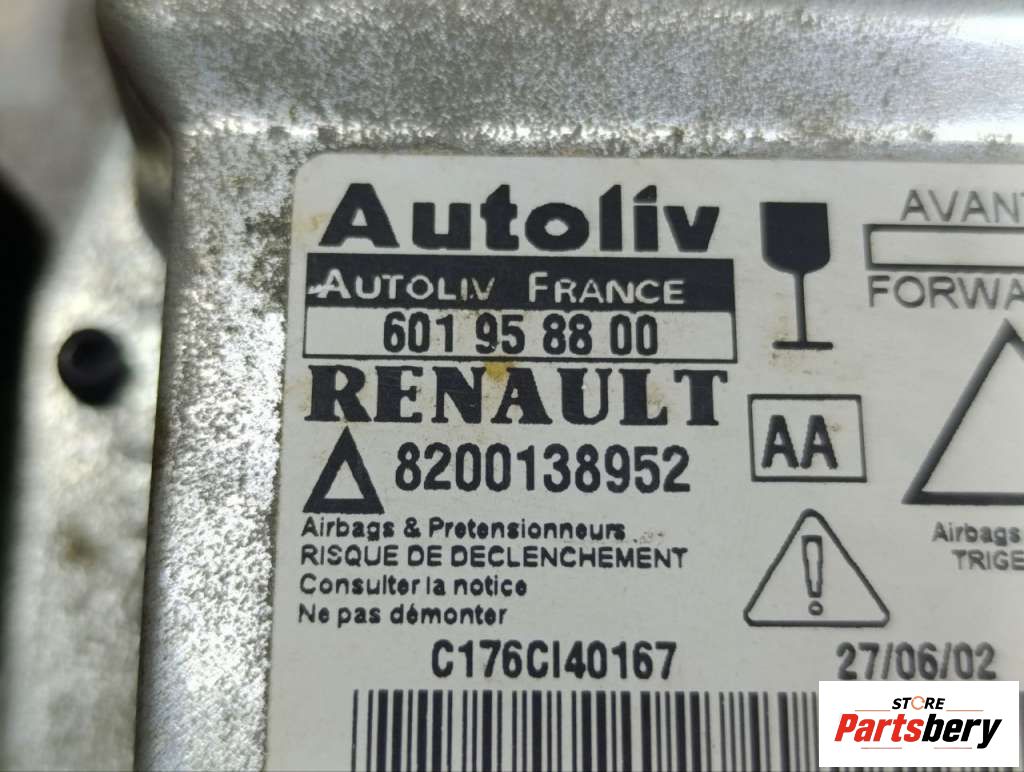 Autoliv
AUTOLIV FRANCE
601 95 88 00
RENAULT
8200138952
Airbags & Pretensionneurs
RISQUE DE DECLENCHEMENT
Consulter la notice
Ne pas démonter
C176CI40167
27/06/02
AVAN
FORWA
AA
Airbags
TRIGE
STORE
Partsbery